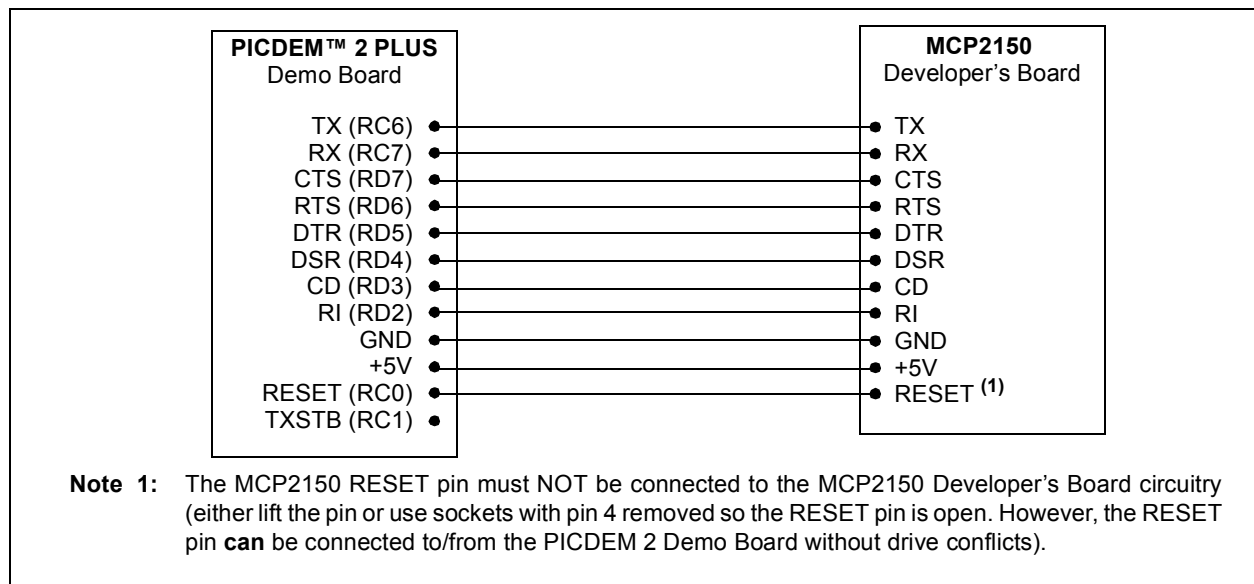 PICDEM™ 2 PLUS
Demo Board
TX (RC6)
RX (RC7)
CTS (RD7)
RTS (RD6)
DTR (RD5)
DSR (RD4)
CD (RD3)
RI (RD2)
GND
+5V
RESET (RC0)
TXSTB (RC1)
MCP2150
Developer’s Board
TX
RX
CTS
RTS
DTR
DSR
CD
RI
GND
+5V
RESET (1)
Note 1: The MCP2150 RESET pin must NOT be connected to the MCP2150 Developer’s Board circuitry
(either lift the pin or use sockets with pin 4 removed so the RESET pin is open. However, the RESET
pin can be connected to/from the PICDEM 2 Demo Board without drive conflicts).